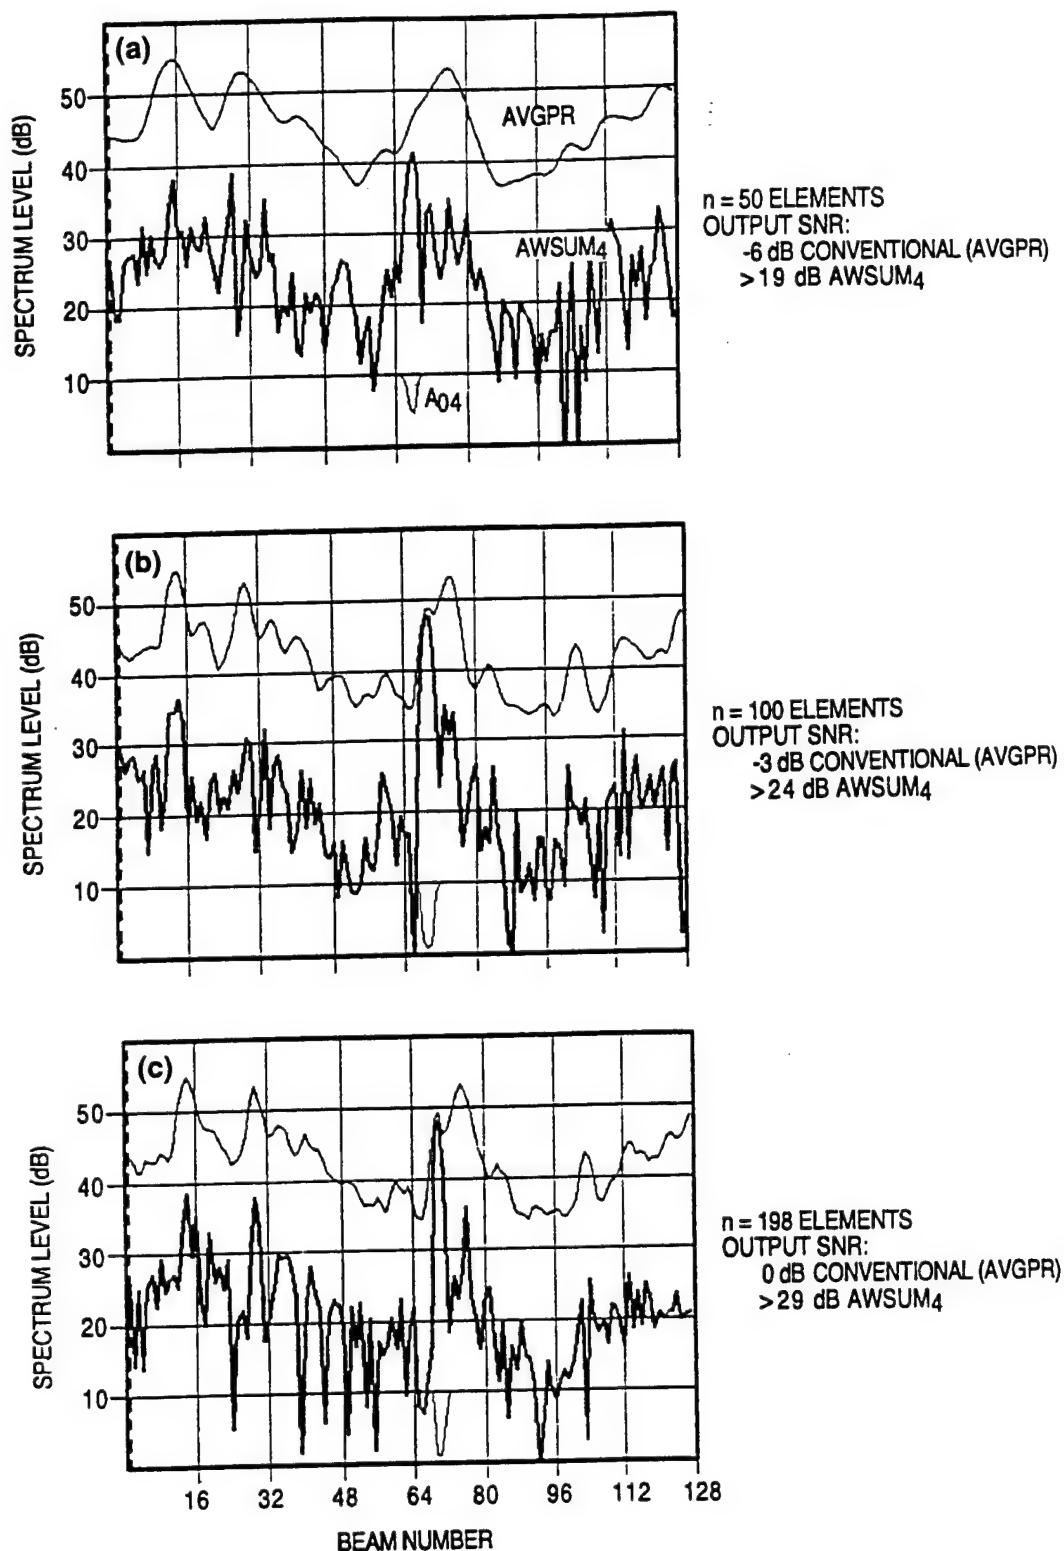 (a)
SPECTRUM LEVEL (dB)
50
40
30
20
10
AVGPR
AWSUM4
A04
n = 50 ELEMENTS
OUTPUT SNR:
-6 dB CONVENTIONAL (AVGPR)
>19 dB AWSUM4
(b)
SPECTRUM LEVEL (dB)
50
40
30
20
10
n = 100 ELEMENTS
OUTPUT SNR:
-3 dB CONVENTIONAL (AVGPR)
>24 dB AWSUM4
(c)
SPECTRUM LEVEL (dB)
50
40
30
20
10
n = 198 ELEMENTS
OUTPUT SNR:
0 dB CONVENTIONAL (AVGPR)
>29 dB AWSUM4
16 32 48 64 80 96 112 128
BEAM NUMBER